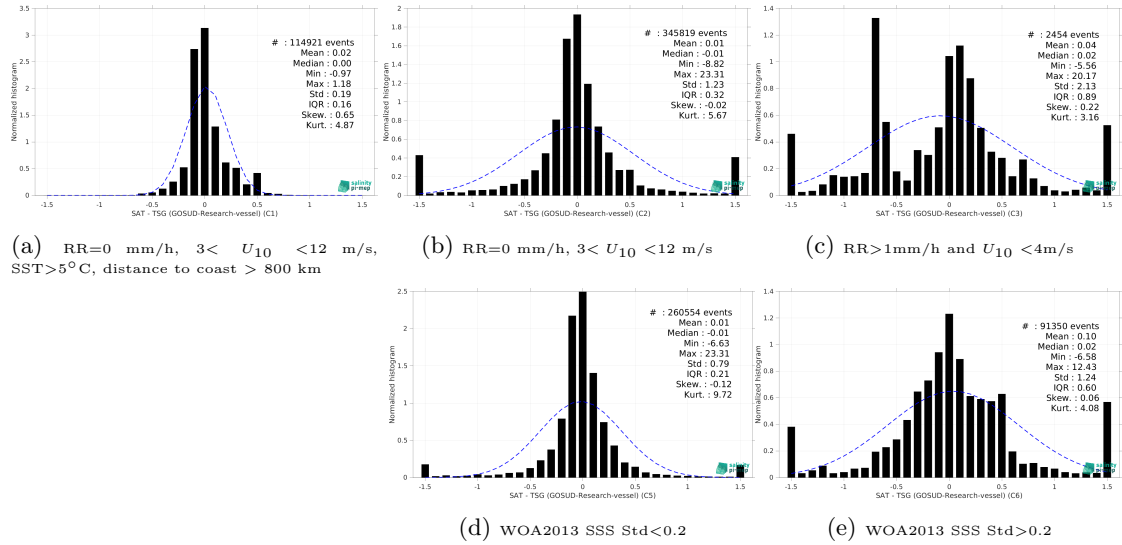 3.5
3
2.5
2
1.5
1
0.5
0
-1.5 -1 -0.5 0 0.5 1 1.5
Normalized histogram
# : 114921 events
Mean : 0.02
Median : 0.00
Min : -0.97
Max : 1.18
Std : 0.19
IQR : 0.16
Skew. : 0.65
Kurt. : 4.87
salinity
pi-mep
SAT - TSG (GOSUD-Research-vessel) (C1)
(a) RR=0 mm/h, 3< U10 <12 m/s,
SST>5°C, distance to coast > 800 km
2
1.8
1.6
1.4
1.2
1
0.8
0.6
0.4
0.2
0
-1.5 -1 -0.5 0 0.5 1 1.5
Normalized histogram
# : 345819 events
Mean : 0.01
Median : -0.01
Min : -8.82
Max : 23.31
Std : 1.23
IQR : 0.32
Skew. : -0.02
Kurt. : 5.67
salinity
pi-mep
SAT - TSG (GOSUD-Research-vessel) (C2)
(b) RR=0 mm/h, 3< U10 <12 m/s
1.4
1.2
1
0.8
0.6
0.4
0.2
0
-1.5 -1 -0.5 0 0.5 1 1.5
Normalized histogram
# : 2454 events
Mean : 0.04
Median : 0.02
Min : -5.56
Max : 20.17
Std : 2.13
IQR : 0.89
Skew. : 0.22
Kurt. : 3.16
salinity
pi-mep
SAT - TSG (GOSUD-Research-vessel) (C3)
(c) RR>1mm/h and U10 <4m/s
2.5
2
1.5
1
0.5
0
-1.5 -1 -0.5 0 0.5 1 1.5
Normalized histogram
# : 260554 events
Mean : 0.01
Median : -0.01
Min : -6.63
Max : 23.31
Std : 0.79
IQR : 0.21
Skew. : -0.12
Kurt. : 9.72
salinity
pi-mep
SAT - TSG (GOSUD-Research-vessel) (C5)
(d) WOA2013 SSS Std<0.2
1.4
1.2
1
0.8
0.6
0.4
0.2
0
-1.5 -1 -0.5 0 0.5 1 1.5
Normalized histogram
# : 91350 events
Mean : 0.10
Median : 0.02
Min : -6.58
Max : 12.43
Std : 1.24
IQR : 0.60
Skew. : 0.06
Kurt. : 4.08
salinity
pi-mep
SAT - TSG (GOSUD-Research-vessel) (C6)
(e) WOA2013 SSS Std>0.2